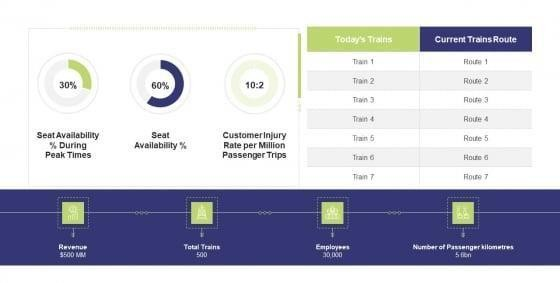 30%
60%
10:2
Seat Availability
% During
Peak Times
Seat
Availability %
Customer Injury
Rate per Million
Passenger Trips
Today's Trains Current Trains Route
Train 1 Route 1
Train 2 Route 2
Train 3 Route 3
Train 4 Route 4
Train 5 Route 5
Train 6 Route 6
Train 7 Route 7
Revenue
$500 MM
Total Trains
500
Employees
30,000
Number of Passenger kilometres
5.6bn